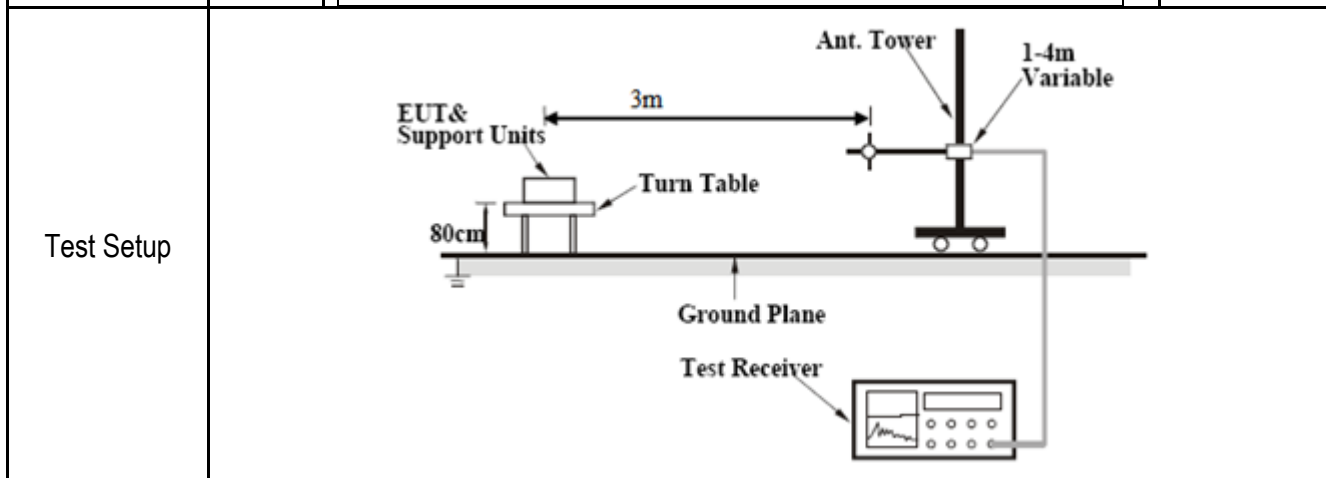 Test Setup
Ant. Tower
1-4m
Variable
3m
EUT&
Support Units
Turn Table
80cm
Ground Plane
Test Receiver